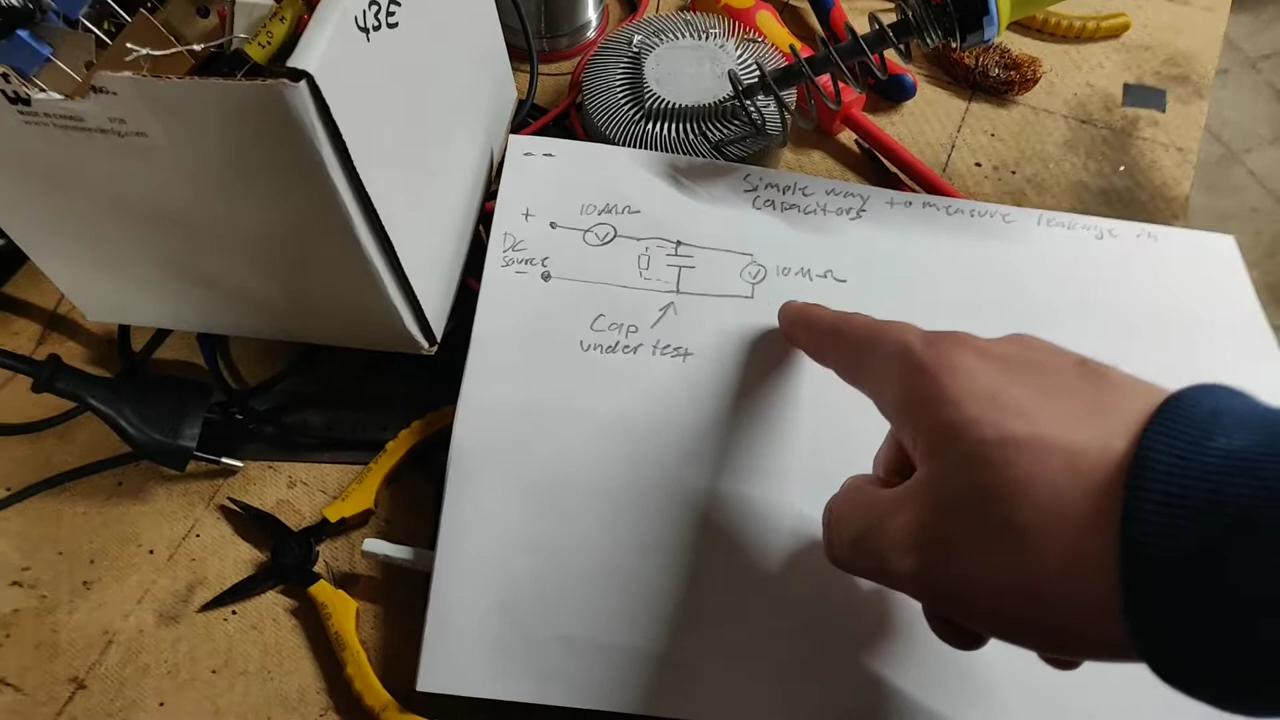 43E
MADE IN CANADA
Simple way to measure leakage in
capacitors
+
10MΩ
DC
source
-
V
V
10MΩ
Cap
under test